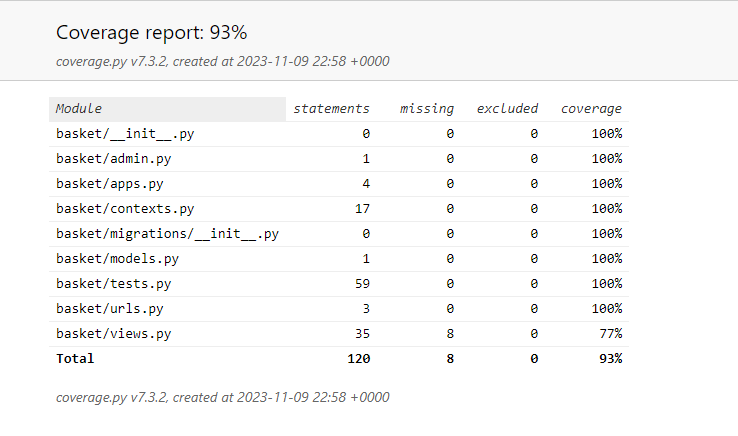 Coverage report: 93%
coverage.py v7.3.2, created at 2023-11-09 22:58 +0000
Module statements missing excluded coverage
basket/__init__.py 0 0 0 100%
basket/admin.py 1 0 0 100%
basket/apps.py 4 0 0 100%
basket/contexts.py 17 0 0 100%
basket/migrations/__init__.py 0 0 0 100%
basket/models.py 1 0 0 100%
basket/tests.py 59 0 0 100%
basket/urls.py 3 0 0 100%
basket/views.py 35 8 0 77%
Total 120 8 0 93%
coverage.py v7.3.2, created at 2023-11-09 22:58 +0000